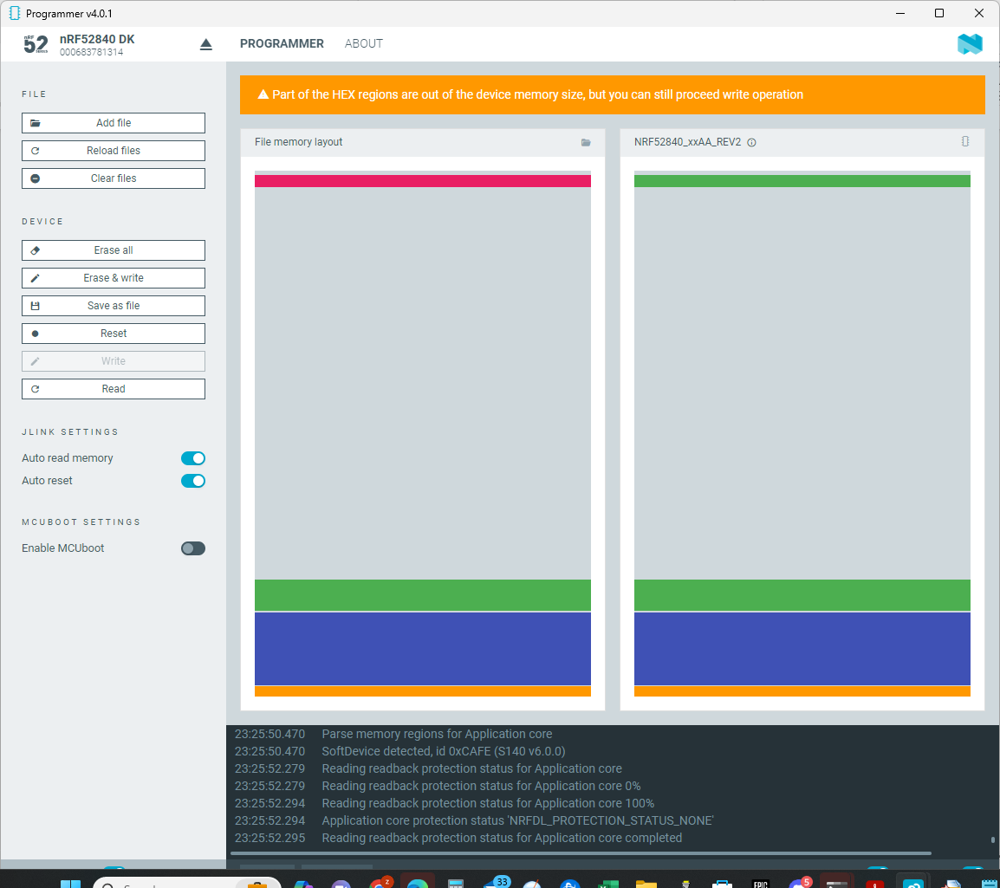 Programmer v4.0.1
nRF
52
SERIES
nRF52840 DK
000683781314
PROGRAMMER
ABOUT
FILE
Add file
Reload files
Clear files
DEVICE
Erase all
Erase & write
Save as file
Reset
Write
Read
JLINK SETTINGS
Auto read memory
Auto reset
MCUBOOT SETTINGS
Enable MCUboot
Part of the HEX regions are out of the device memory size, but you can still proceed write operation
File memory layout
NRF52840_xxAA_REV2
23:25:50.470 Parse memory regions for Application core
23:25:50.470 SoftDevice detected, id 0xCAFE (S140 v6.0.0)
23:25:52.279 Reading readback protection status for Application core
23:25:52.279 Reading readback protection status for Application core 0%
23:25:52.294 Reading readback protection status for Application core 100%
23:25:52.294 Application core protection status 'NRFDL_PROTECTION_STATUS_NONE'
23:25:52.295 Reading readback protection status for Application core completed
z
33
EPIC
5